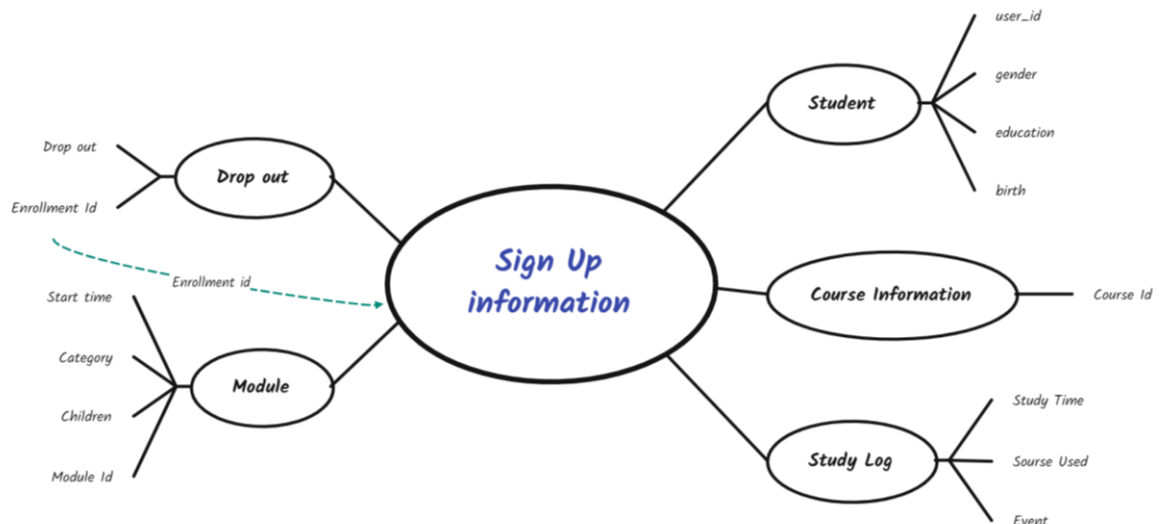 user_id
gender
Student
education
birth
Drop out
Drop out
Enrollment Id
Sign Up
information
Enrollment id
Start time
Course Information
Course Id
Category
Module
Children
Module Id
Study Time
Study Log
Sourse Used
Event